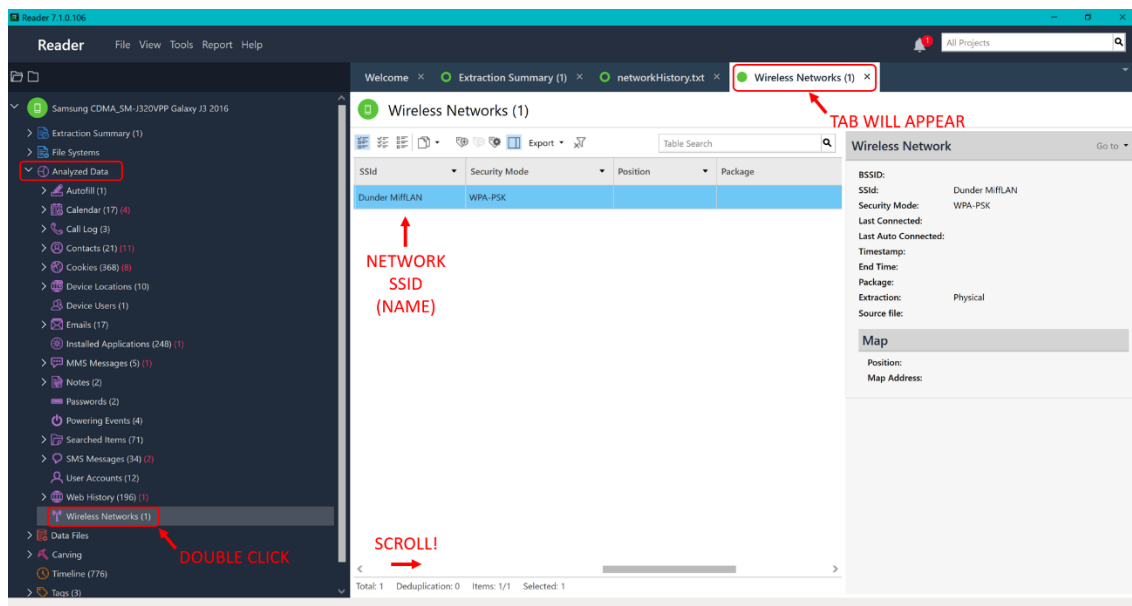 Reader 7.1.0.106
Reader File View Tools Report Help
1
All Projects
Welcome × Extraction Summary (1) × networkHistory.txt × Wireless Networks (1) ×
TAB WILL APPEAR
Samsung CDMA_SM-J320VPP Galaxy J3 2016
Extraction Summary (1)
File Systems
Analyzed Data
Autofill (1)
Calendar (17) (4)
Call Log (3)
Contacts (21) (11)
Cookies (368) (8)
Device Locations (10)
Device Users (1)
Emails (17)
Installed Applications (248) (1)
MMS Messages (5) (1)
Notes (2)
Passwords (2)
Powering Events (4)
Searched Items (71)
SMS Messages (34) (2)
User Accounts (12)
Web History (196) (1)
Wireless Networks (1)
Data Files
Carving
Timeline (776)
Tags (3)
DOUBLE CLICK
Wireless Networks (1)
Export Table Search
SSId Security Mode Position Package
Dunder MiffLAN WPA-PSK
NETWORK
SSID
(NAME)
SCROLL!
Total: 1 Deduplication: 0 Items: 1/1 Selected: 1
Wireless Network Go to
BSSID:
SSId: Dunder MiffLAN
Security Mode: WPA-PSK
Last Connected:
Last Auto Connected:
Timestamp:
End Time:
Package:
Extraction: Physical
Source file:
Map
Position:
Map Address: